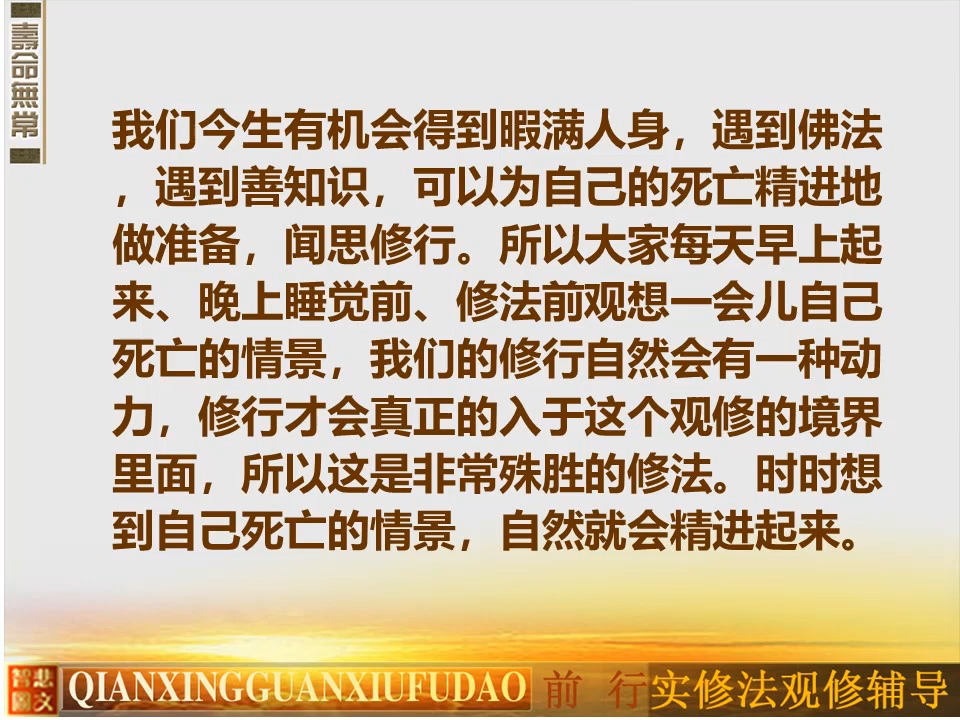 壽命無常
我们今生有机会得到暇满人身，遇到佛法
，遇到善知识，可以为自己的死亡精进地
做准备，闻思修行。所以大家每天早上起
来、晚上睡觉前、修法前观想一会儿自己
死亡的情景，我们的修行自然会有一种动
力，修行才会真正的入于这个观修的境界
里面，所以这是非常殊胜的修法。时时想
到自己死亡的情景，自然就会精进起来。
智悲
图文
QIANXINGGUANXIUFUDAO 前 行实修法观修辅导